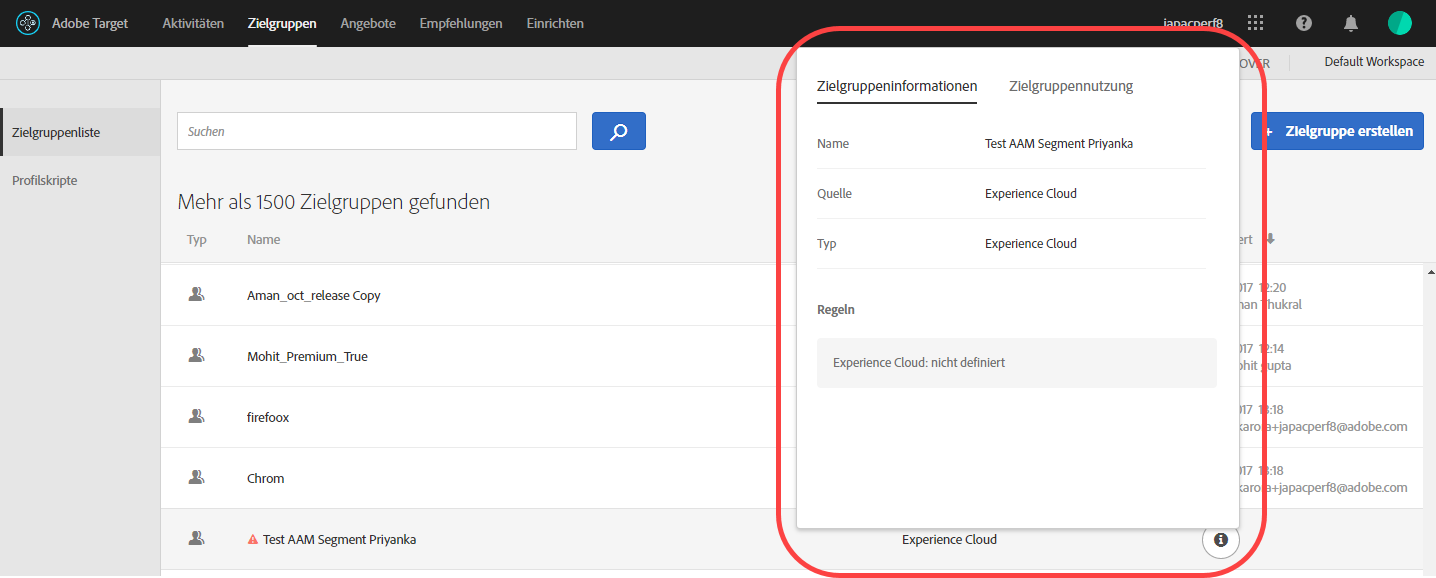 Adobe Target Aktivitäten Zielgruppen Angebote Empfehlungen Einrichten japacperf8
OVER Default Workspace
Zielgruppenliste
Profilskripte
Suchen
Zielgruppe erstellen
Mehr als 1500 Zielgruppen gefunden
Typ Name
Aman_oct_release Copy
Mohit_Premium_True
firefoox
Chrom
Test AAM Segment Priyanka Experience Cloud
Zielgruppeninformationen Zielgruppennutzung
Name Test AAM Segment Priyanka
Quelle Experience Cloud
Typ Experience Cloud
Regeln
Experience Cloud: nicht definiert
ert
017 12:20
man Thukral
017 12:14
ohit gupta
017 13:18
karora+japacperf8@adobe.com
017 13:18
karora+japacperf8@adobe.com